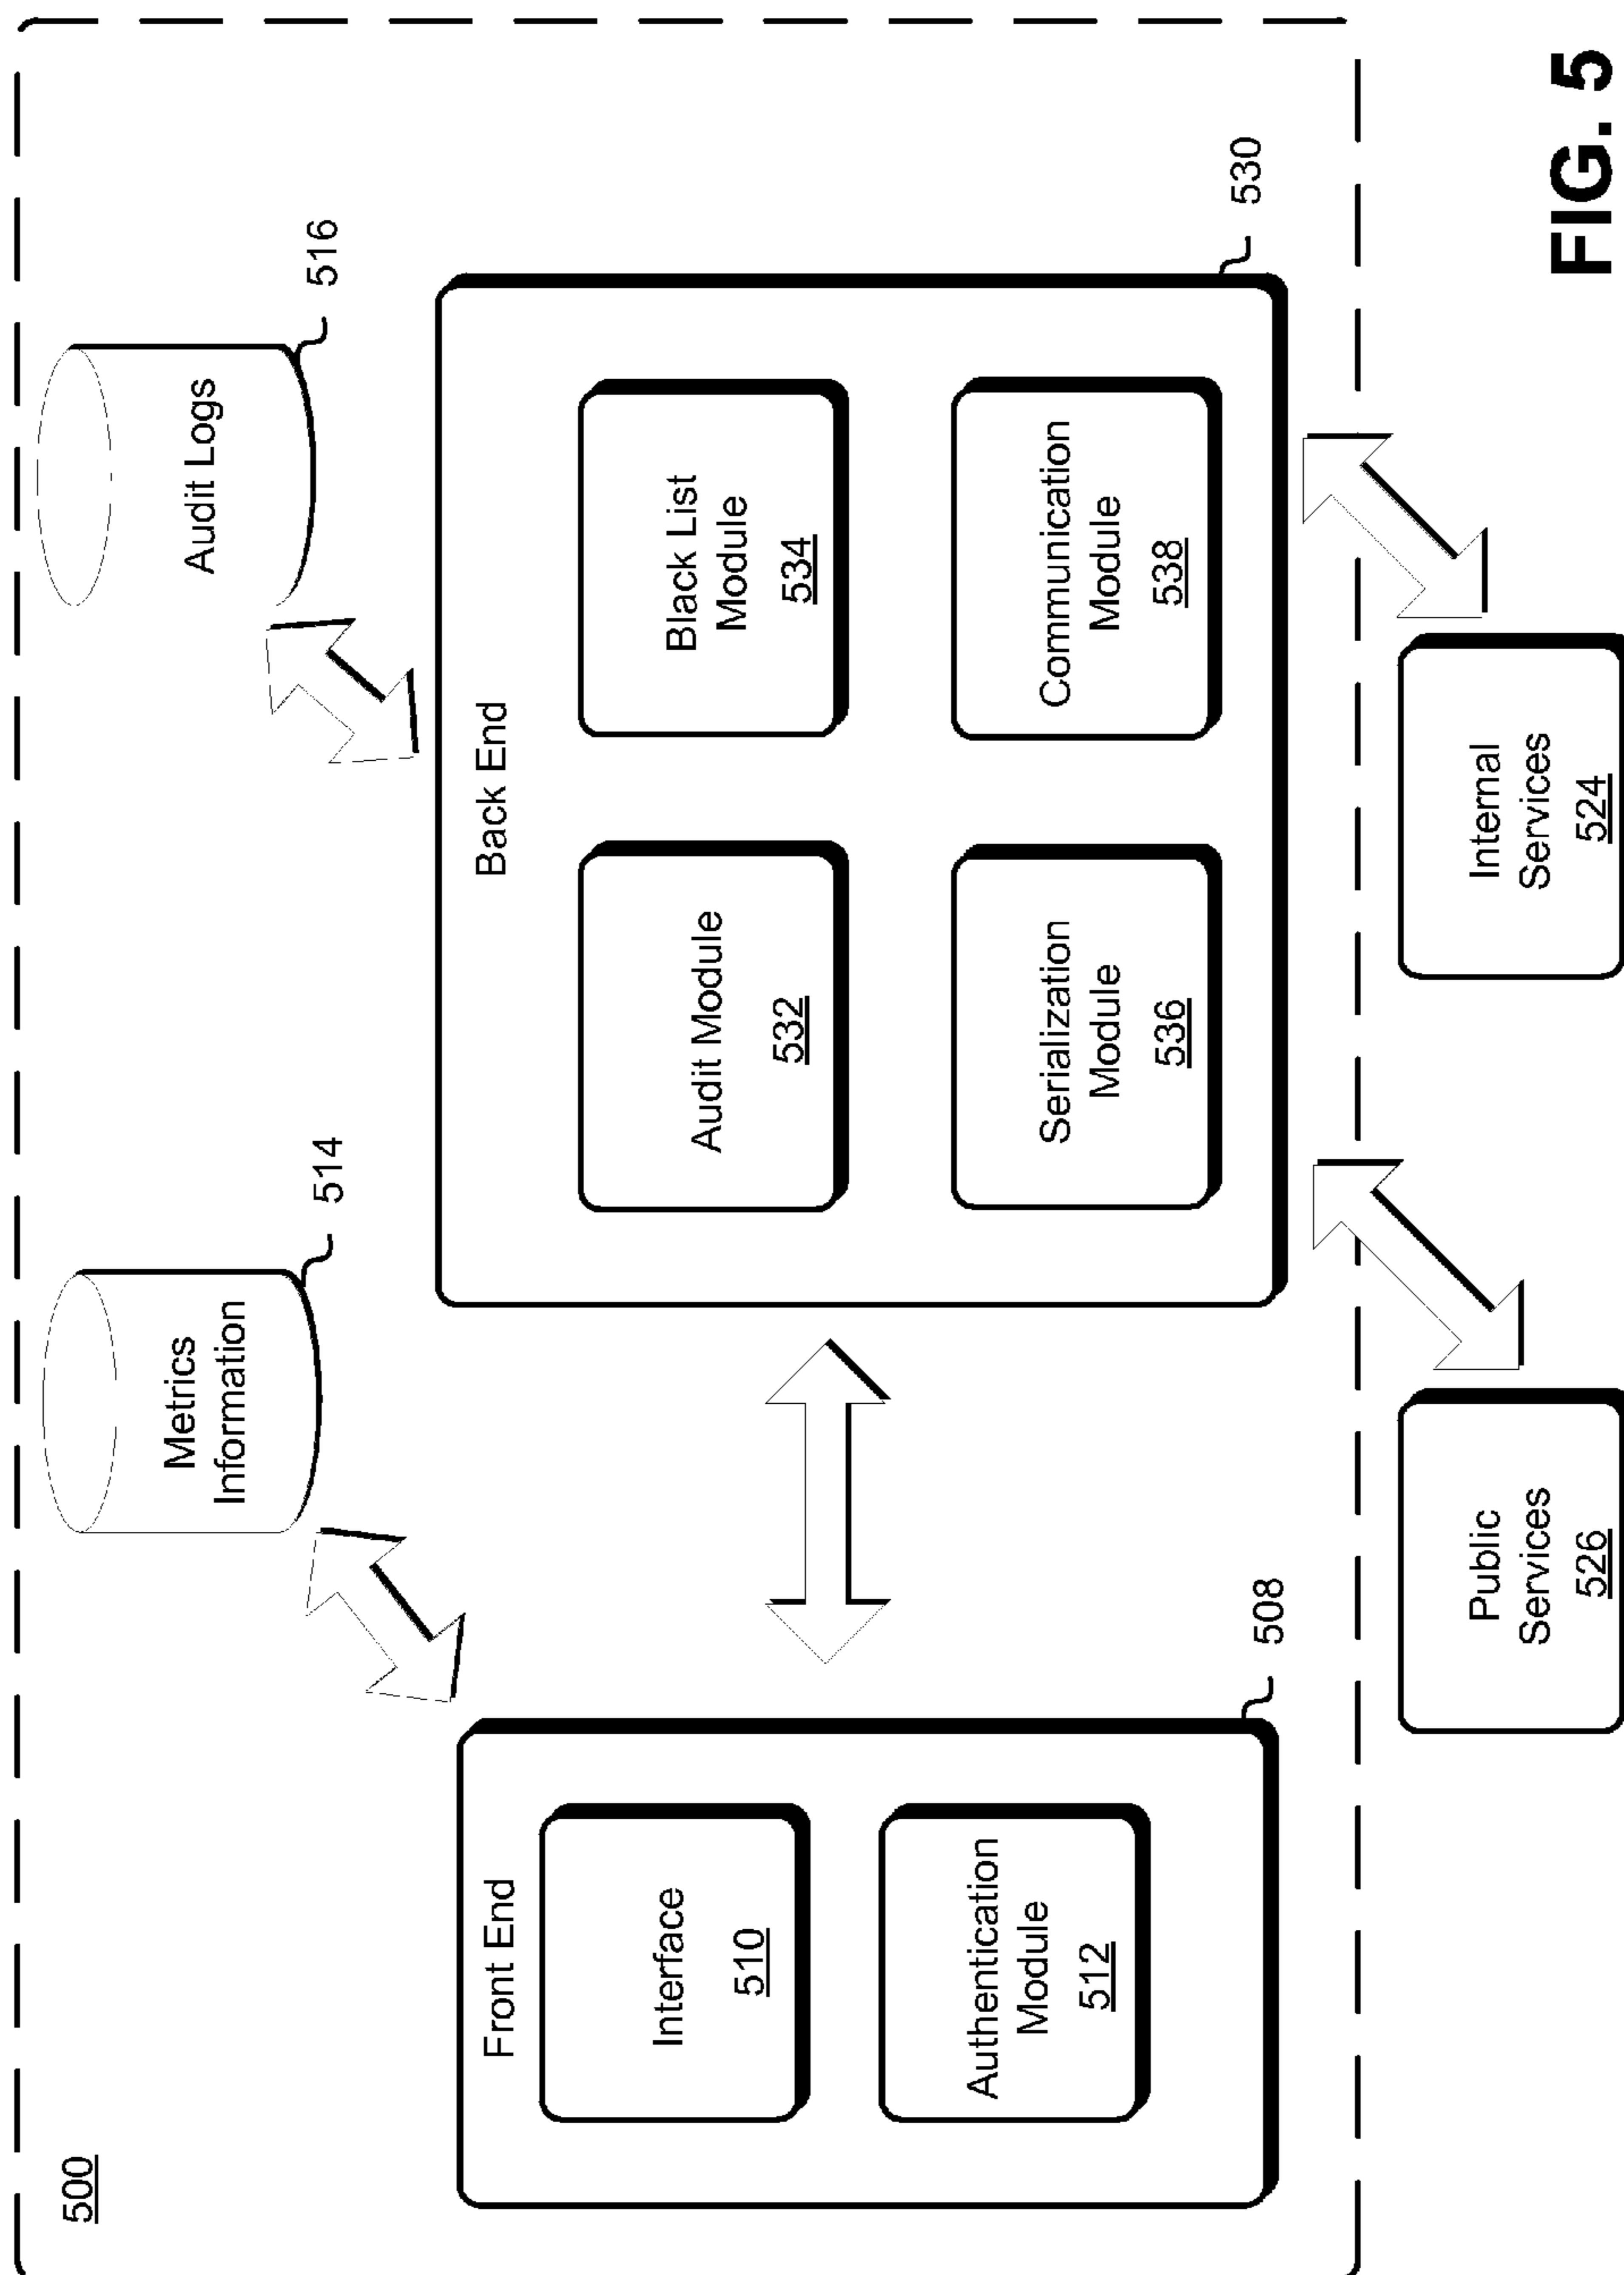 500
Metrics
Information
514
Audit Logs
516
Front End
Interface
510
Authentication
Module
512
508
Back End
Audit Module
532
Black List
Module
534
Serialization
Module
536
Communication
Module
538
530
Public
Services
526
Internal
Services
524
FIG. 5